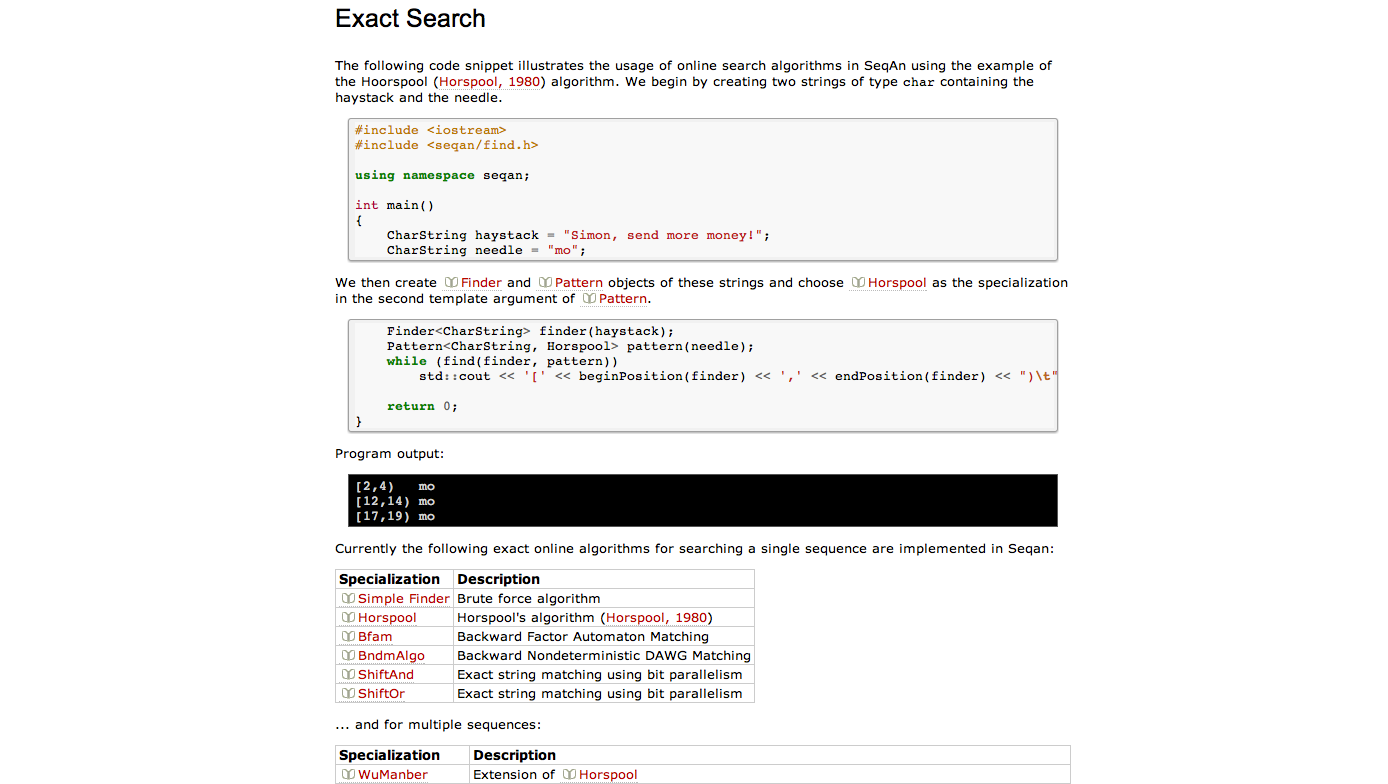 Exact Search
The following code snippet illustrates the usage of online search algorithms in SeqAn using the example of
the Hoorspool (Horspool, 1980) algorithm. We begin by creating two strings of type char containing the
haystack and the needle.
#include <iostream>
#include <seqan/find.h>
using namespace seqan;
int main()
{
    CharString haystack = "Simon, send more money!";
    CharString needle = "mo";
We then create Finder and Pattern objects of these strings and choose Horspool as the specialization
in the second template argument of Pattern.
    Finder<CharString> finder(haystack);
    Pattern<CharString, Horspool> pattern(needle);
    while (find(finder, pattern))
        std::cout << '[' << beginPosition(finder) << ',' << endPosition(finder) << ")\t"
    return 0;
}
Program output:
[2,4)   mo
[12,14) mo
[17,19) mo
Currently the following exact online algorithms for searching a single sequence are implemented in Seqan:
Specialization Description
Simple Finder Brute force algorithm
Horspool Horspool's algorithm (Horspool, 1980)
Bfam Backward Factor Automaton Matching
BndmAlgo Backward Nondeterministic DAWG Matching
ShiftAnd Exact string matching using bit parallelism
ShiftOr Exact string matching using bit parallelism
... and for multiple sequences:
Specialization Description
WuManber Extension of Horspool